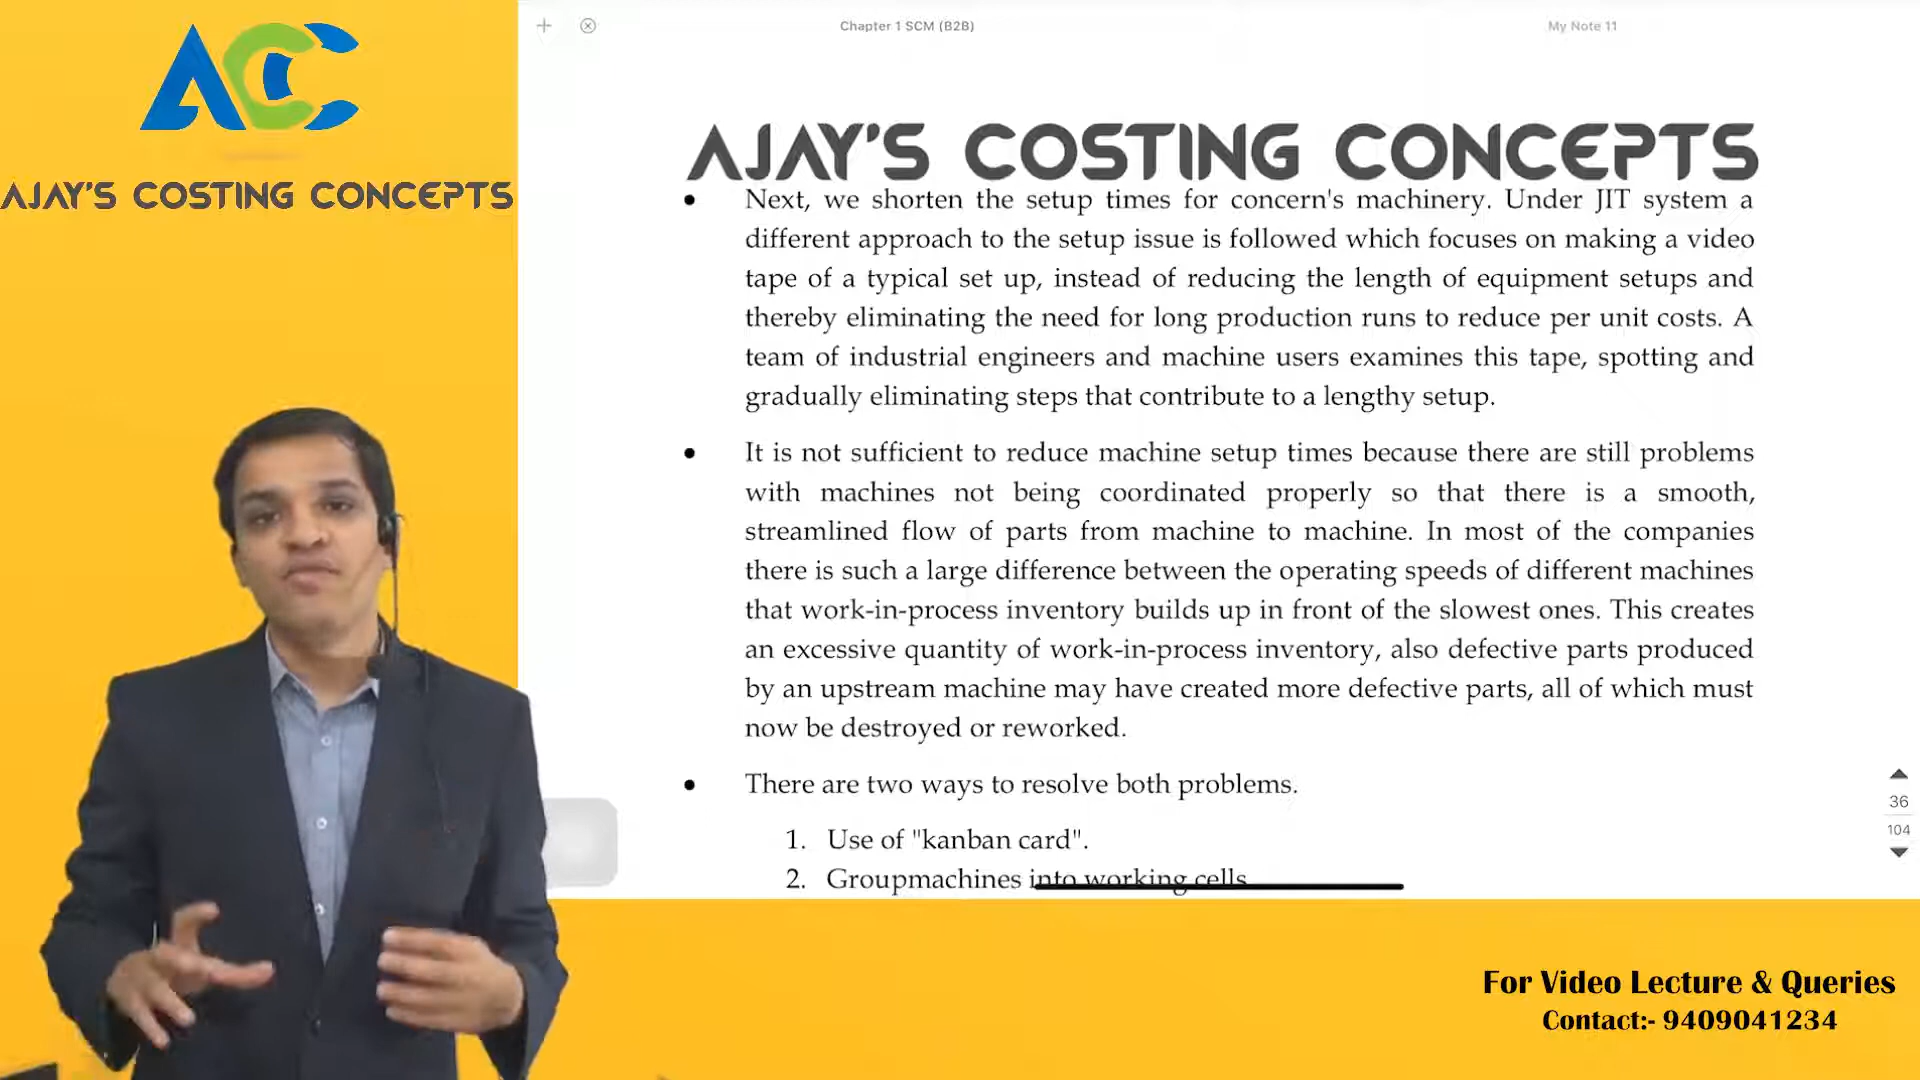 ACC
AJAY'S COSTING CONCEPTS
Chapter 1 SCM (B2B)
My Note 11
AJAY'S COSTING CONCEPTS
• Next, we shorten the setup times for concern's machinery. Under JIT system a
different approach to the setup issue is followed which focuses on making a video
tape of a typical set up, instead of reducing the length of equipment setups and
thereby eliminating the need for long production runs to reduce per unit costs. A
team of industrial engineers and machine users examines this tape, spotting and
gradually eliminating steps that contribute to a lengthy setup.
• It is not sufficient to reduce machine setup times because there are still problems
with machines not being coordinated properly so that there is a smooth,
streamlined flow of parts from machine to machine. In most of the companies
there is such a large difference between the operating speeds of different machines
that work-in-process inventory builds up in front of the slowest ones. This creates
an excessive quantity of work-in-process inventory, also defective parts produced
by an upstream machine may have created more defective parts, all of which must
now be destroyed or reworked.
• There are two ways to resolve both problems.
1. Use of "kanban card".
2. Groupmachines into working cells
36
104
For Video Lecture & Queries
Contact:- 9409041234